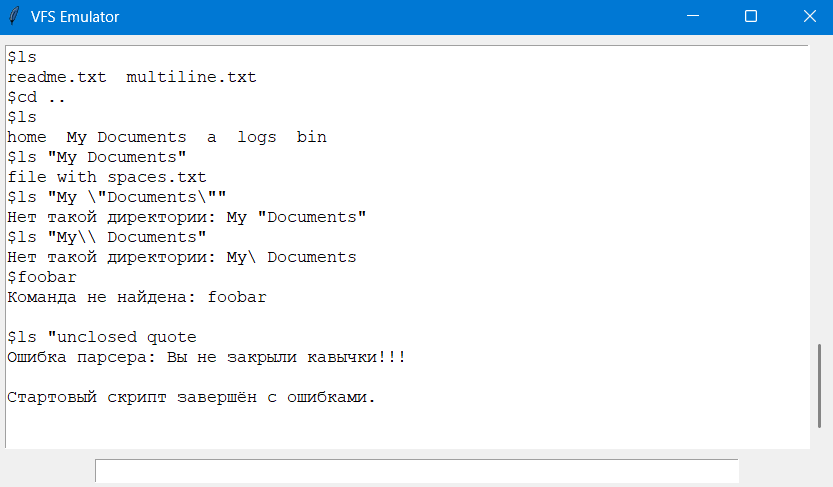 VFS Emulator
$ls
readme.txt  multiline.txt
$cd ..
$ls
home  My Documents  a  logs  bin
$ls "My Documents"
file with spaces.txt
$ls "My \"Documents\""
Нет такой директории: My "Documents"
$ls "My\\ Documents"
Нет такой директории: My\ Documents
$foobar
Команда не найдена: foobar
$ls "unclosed quote
Ошибка парсера: Вы не закрыли кавычки!!!
Стартовый скрипт завершён с ошибками.